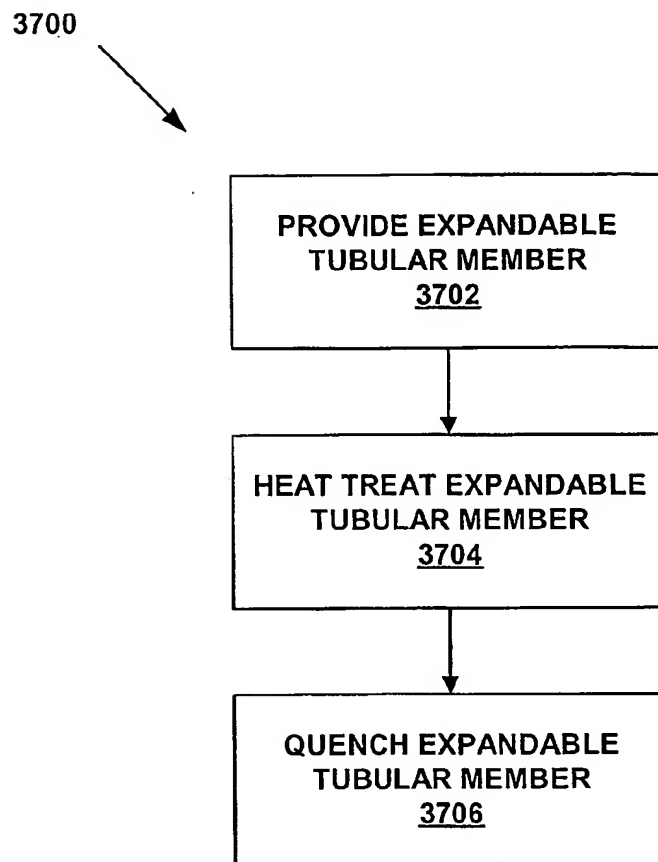 3700
PROVIDE EXPANDABLE
TUBULAR MEMBER
3702
HEAT TREAT EXPANDABLE
TUBULAR MEMBER
3704
QUENCH EXPANDABLE
TUBULAR MEMBER
3706